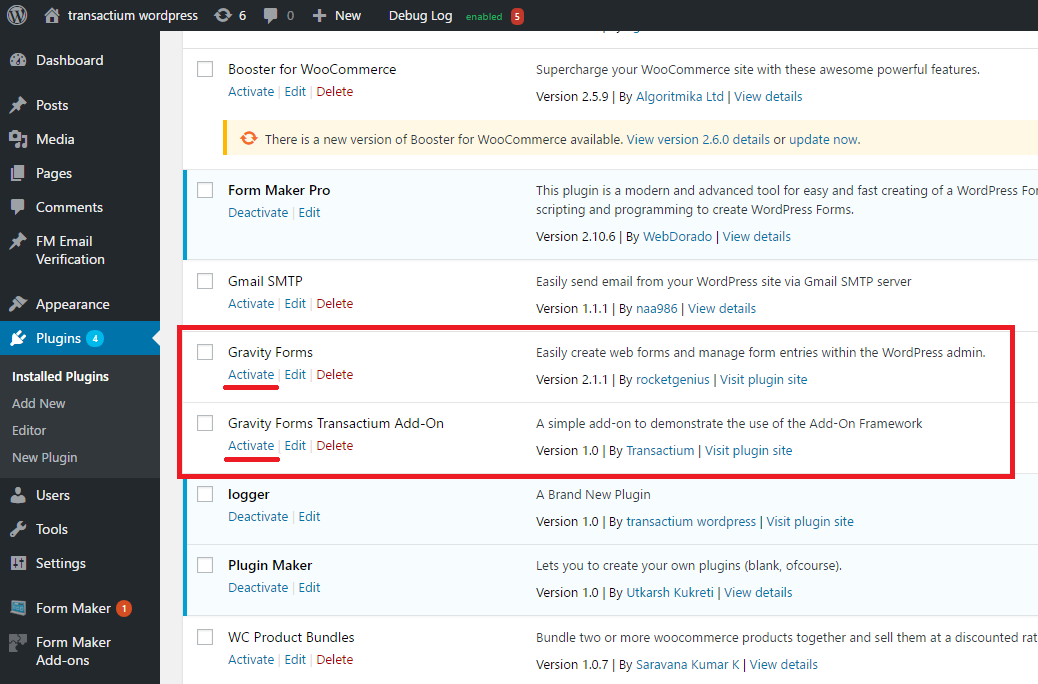 transactium wordpress 6 0 New Debug Log enabled 5
Dashboard
Posts
Media
Pages
Comments
FM Email
Verification
Appearance
Plugins 4
Installed Plugins
Add New
Editor
New Plugin
Users
Tools
Settings
Form Maker 1
Form Maker
Add-ons
Booster for WooCommerce
Activate | Edit | Delete
Supercharge your WooCommerce site with these awesome powerful features.
Version 2.5.9 | By Algoritmika Ltd | View details
There is a new version of Booster for WooCommerce available. View version 2.6.0 details or update now.
Form Maker Pro
Deactivate | Edit
This plugin is a modern and advanced tool for easy and fast creating of a WordPress For
scripting and programming to create WordPress Forms.
Version 2.10.6 | By WebDorado | View details
Gmail SMTP
Activate | Edit | Delete
Easily send email from your WordPress site via Gmail SMTP server
Version 1.1.1 | By naa986 | View details
Gravity Forms
Activate | Edit | Delete
Easily create web forms and manage form entries within the WordPress admin.
Version 2.1.1 | By rocketgenius | Visit plugin site
Gravity Forms Transactium Add-On
Activate | Edit | Delete
A simple add-on to demonstrate the use of the Add-On Framework
Version 1.0 | By Transactium | Visit plugin site
logger
Deactivate | Edit
A Brand New Plugin
Version 1.0 | By transactium wordpress | Visit plugin site
Plugin Maker
Deactivate | Edit
Lets you to create your own plugins (blank, ofcourse).
Version 1.0 | By Utkarsh Kukreti | View details
WC Product Bundles
Activate | Edit | Delete
Bundle two or more woocommerce products together and sell them at a discounted rat
Version 1.0.7 | By Saravana Kumar K | View details